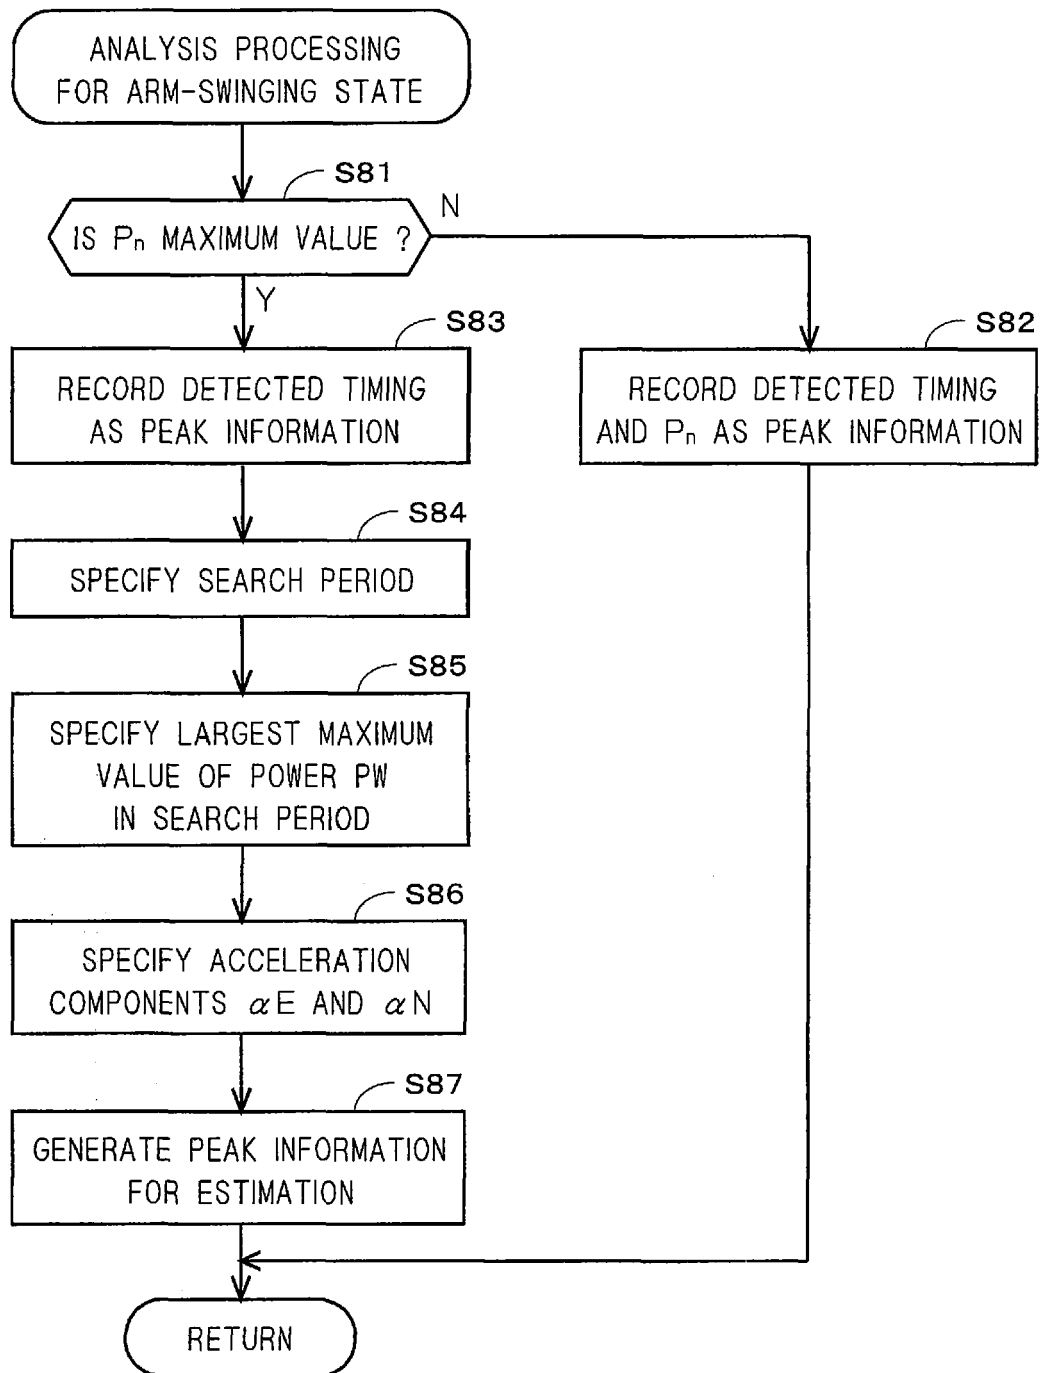 ANALYSIS PROCESSING
FOR ARM-SWINGING STATE
S81
IS Pn MAXIMUM VALUE ?
N
Y
S83
RECORD DETECTED TIMING
AS PEAK INFORMATION
S82
RECORD DETECTED TIMING
AND Pn AS PEAK INFORMATION
S84
SPECIFY SEARCH PERIOD
S85
SPECIFY LARGEST MAXIMUM
VALUE OF POWER PW
IN SEARCH PERIOD
S86
SPECIFY ACCELERATION
COMPONENTS αE AND αN
S87
GENERATE PEAK INFORMATION
FOR ESTIMATION
RETURN